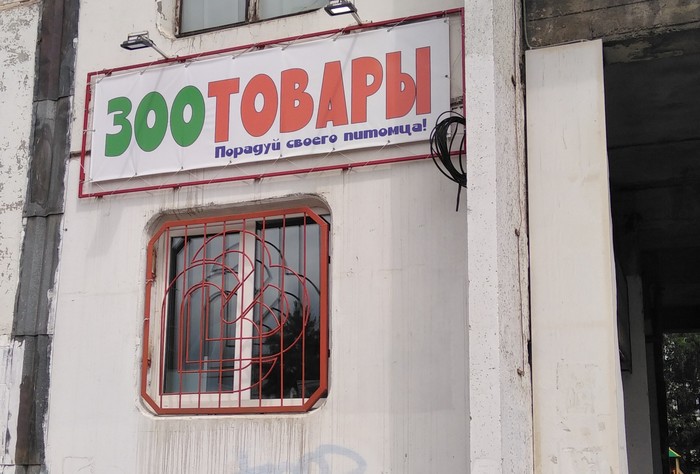 ЗООТОВАРЫ
Порадуй своего питомца!